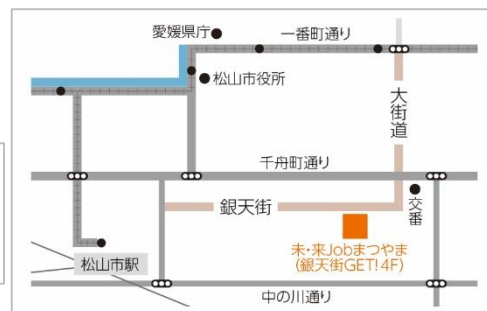 愛媛県庁
一番町通り
松山市役所
大街道
千舟町通り
銀天街
交番
未・来Jobまつやま
(銀天街GET!4F)
松山市駅
中の川通り